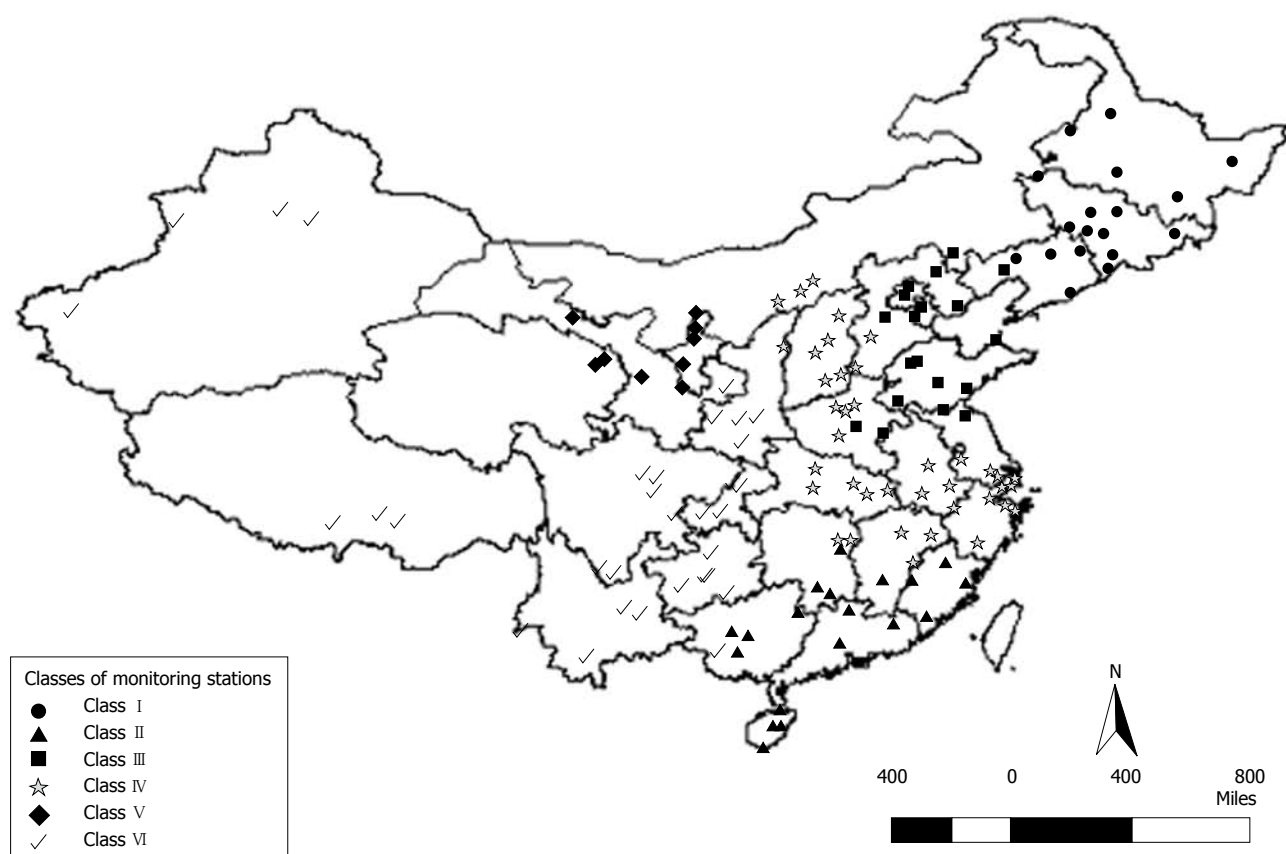 N
Classes of monitoring stations
Class Ⅰ
Class Ⅱ
Class Ⅲ
Class Ⅳ
Class Ⅴ
Class Ⅵ
400 0 400 800
Miles